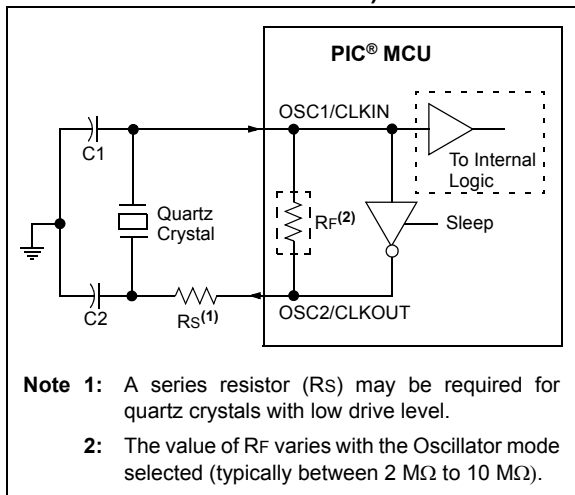 PIC® MCU
OSC1/CLKIN
C1
To Internal
Logic
Quartz
Crystal
RF(2)
Sleep
C2
RS(1)
OSC2/CLKOUT
Note 1: A series resistor (RS) may be required for
quartz crystals with low drive level.
2: The value of RF varies with the Oscillator mode
selected (typically between 2 MΩ to 10 MΩ).